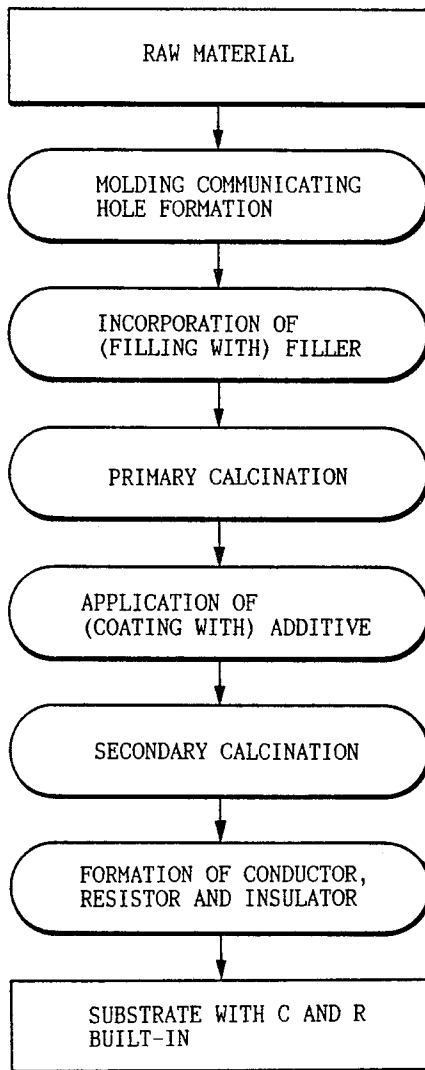 RAW MATERIAL
MOLDING COMMUNICATING
HOLE FORMATION
INCORPORATION OF
(FILLING WITH) FILLER
PRIMARY CALCINATION
APPLICATION OF
(COATING WITH) ADDITIVE
SECONDARY CALCINATION
FORMATION OF CONDUCTOR,
RESISTOR AND INSULATOR
SUBSTRATE WITH C AND R
BUILT-IN